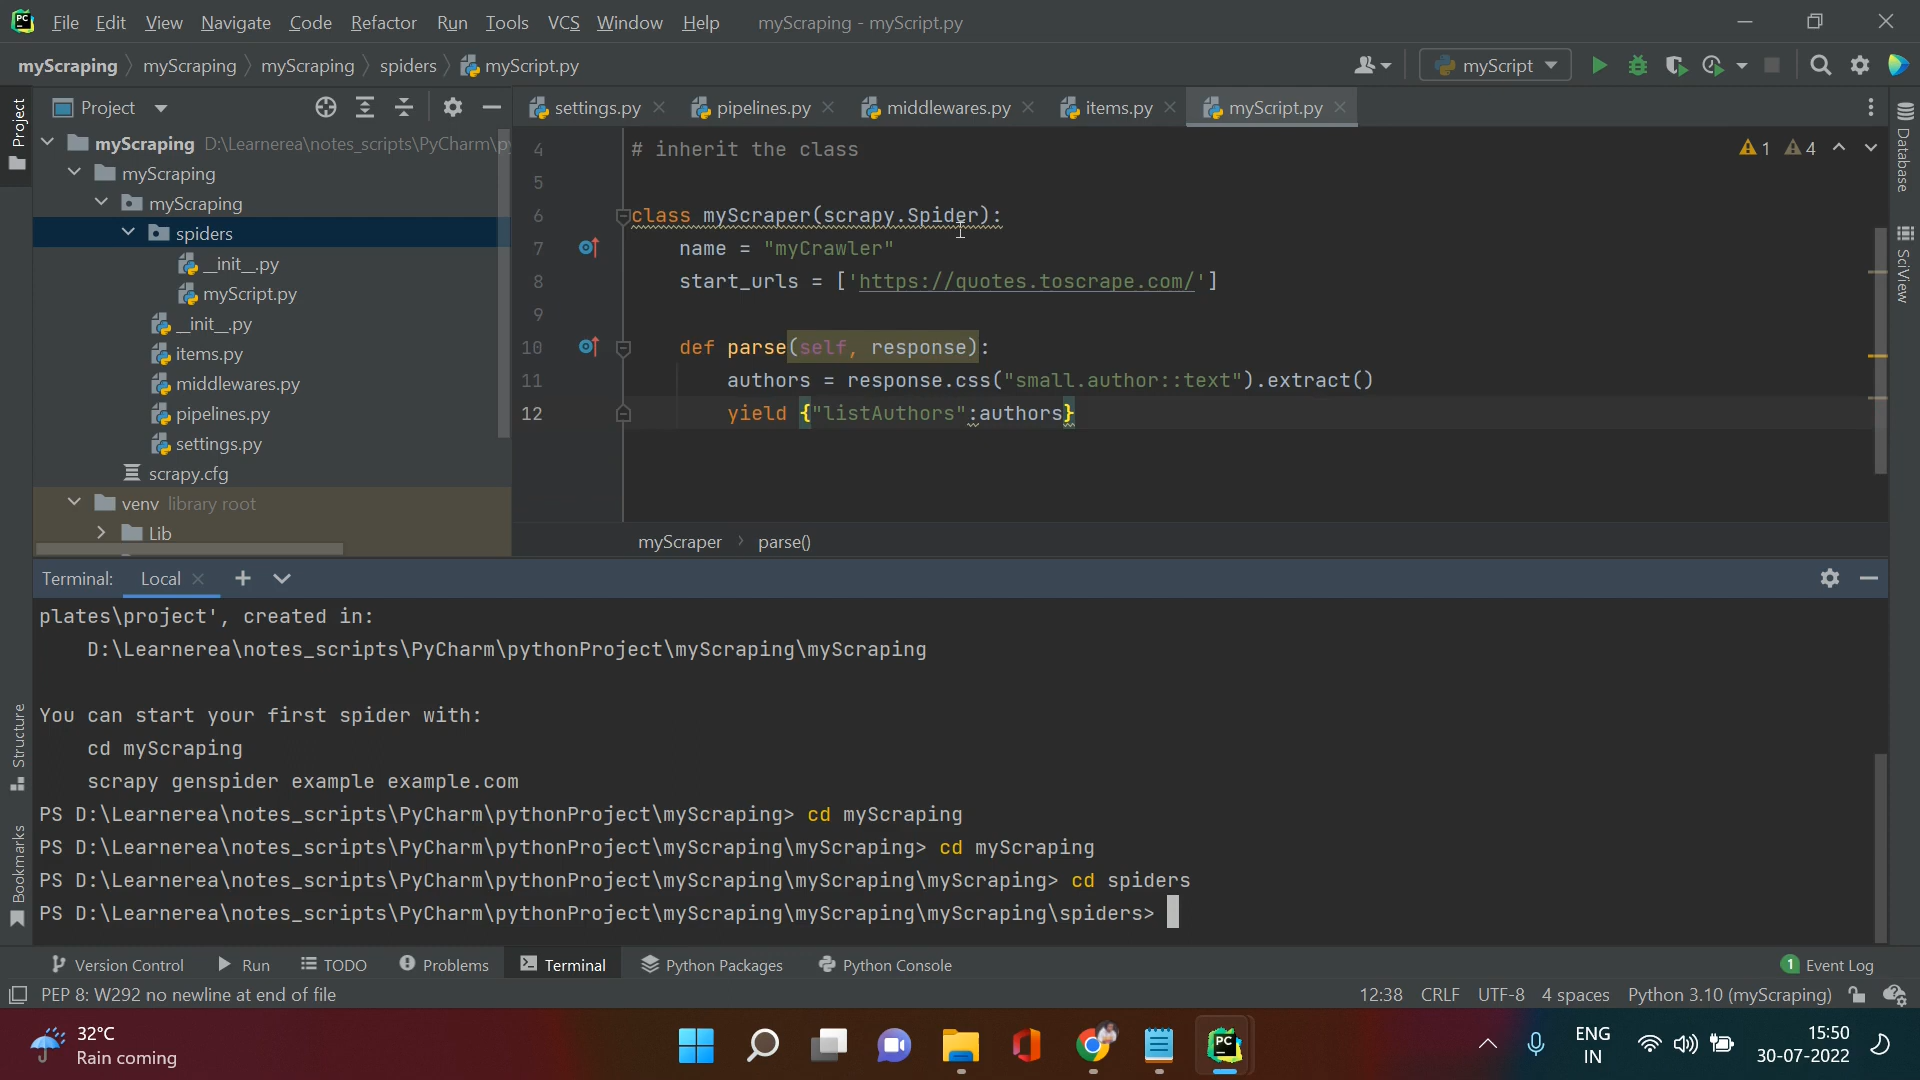 PC File Edit View Navigate Code Refactor Run Tools VCS Window Help myScraping - myScript.py
myScraping myScraping myScraping spiders myScript.py
myScript
Project
settings.py pipelines.py middlewares.py items.py myScript.py
Project
Structure
Bookmarks
myScraping D:\Learnerea\notes_scripts\PyCharm\p
myScraping
myScraping
spiders
__init__.py
myScript.py
__init__.py
items.py
middlewares.py
pipelines.py
settings.py
scrapy.cfg
venv library root
Lib
4 # inherit the class
5
6 class myScraper(scrapy.Spider):
7 name = "myCrawler"
8 start_urls = ['https://quotes.toscrape.com/']
9
10 def parse(self, response):
11 authors = response.css("small.author::text").extract()
12 yield {"listAuthors":authors}
1 4
Database
SciView
myScraper parse()
Terminal: Local
plates\project', created in:
D:\Learnerea\notes_scripts\PyCharm\pythonProject\myScraping\myScraping
You can start your first spider with:
cd myScraping
scrapy genspider example example.com
PS D:\Learnerea\notes_scripts\PyCharm\pythonProject\myScraping> cd myScraping
PS D:\Learnerea\notes_scripts\PyCharm\pythonProject\myScraping\myScraping> cd myScraping
PS D:\Learnerea\notes_scripts\PyCharm\pythonProject\myScraping\myScraping\myScraping> cd spiders
PS D:\Learnerea\notes_scripts\PyCharm\pythonProject\myScraping\myScraping\myScraping\spiders>
Version Control Run TODO Problems Terminal Python Packages Python Console 1 Event Log
PEP 8: W292 no newline at end of file 12:38 CRLF UTF-8 4 spaces Python 3.10 (myScraping)
32°C
Rain coming
PC
ENG
IN
15:50
30-07-2022